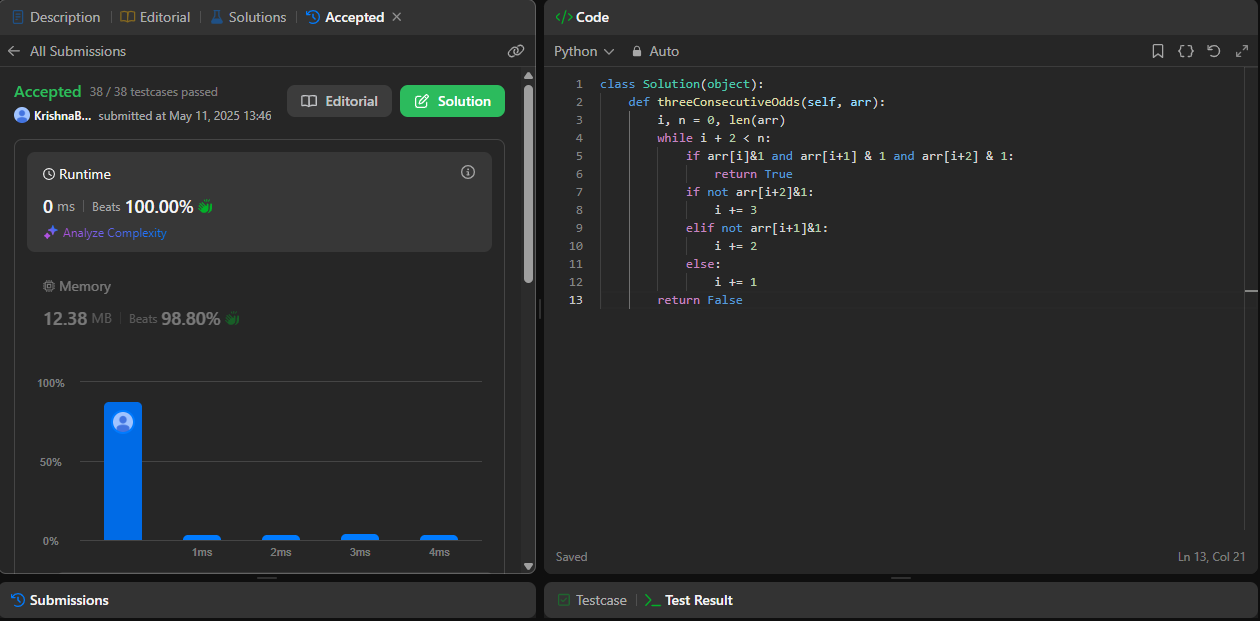 Description | Editorial | Solutions | Accepted
All Submissions
Accepted 38 / 38 testcases passed
KrishnaB... submitted at May 11, 2025 13:46
Editorial
Solution
Runtime
0 ms | Beats 100.00%
Analyze Complexity
Memory
12.38 MB | Beats 98.80%
100%
50%
0%
1ms 2ms 3ms 4ms
Submissions
</> Code
Python Auto
1 class Solution(object):
2     def threeConsecutiveOdds(self, arr):
3         i, n = 0, len(arr)
4         while i + 2 < n:
5             if arr[i]&1 and arr[i+1] & 1 and arr[i+2] & 1:
6                 return True
7             if not arr[i+2]&1:
8                 i += 3
9             elif not arr[i+1]&1:
10                 i += 2
11             else:
12                 i += 1
13         return False
Saved Ln 13, Col 21
Testcase | >_ Test Result